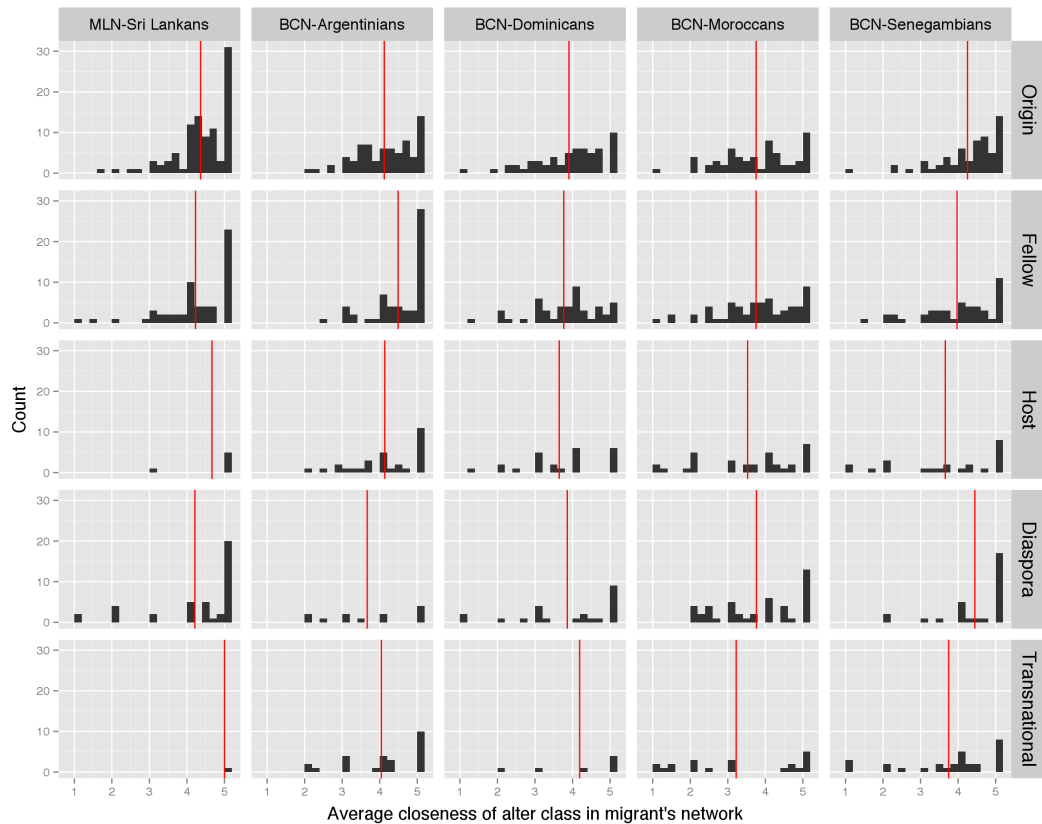 MLN-Sri Lankans BCN-Argentinians BCN-Dominicans BCN-Moroccans BCN-Senegambians
30
20
10
0
Origin
30
20
10
0
Fellow
Count
30
20
10
0
Host
30
20
10
0
Diaspora
30
20
10
0
Transnational
1 2 3 4 5 1 2 3 4 5 1 2 3 4 5 1 2 3 4 5 1 2 3 4 5
Average closeness of alter class in migrant's network